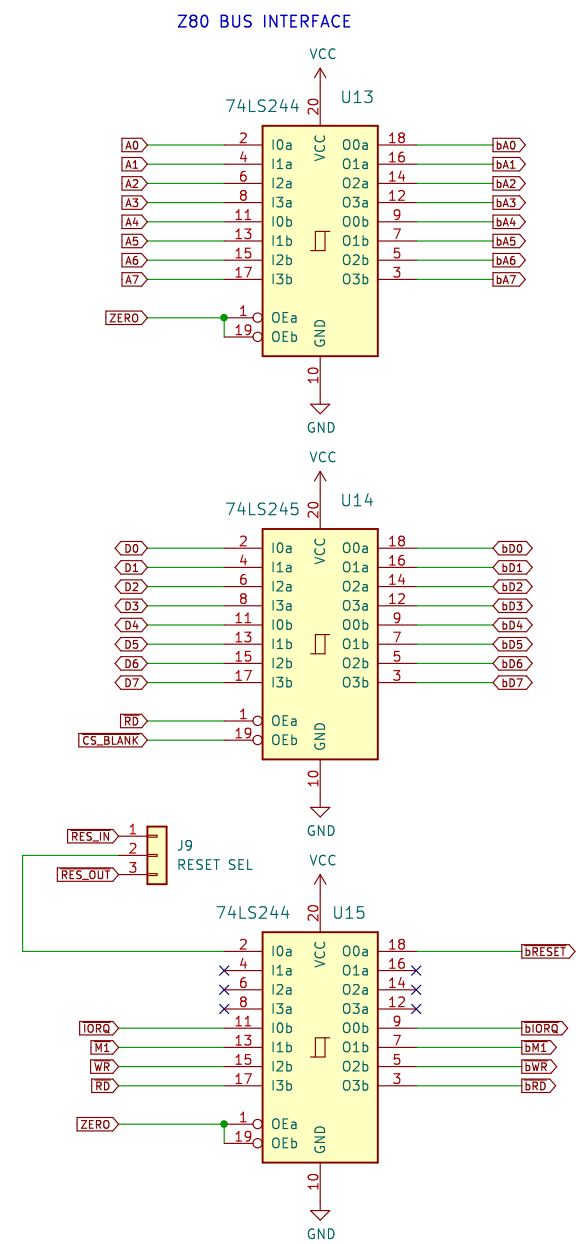 Z80 BUS INTERFACE
VCC
74LS244 U13
20
VCC
A0 2 I0a O0a 18 bA0
A1 4 I1a O1a 16 bA1
A2 6 I2a O2a 14 bA2
A3 8 I3a O3a 12 bA3
A4 11 I0b O0b 9 bA4
A5 13 I1b O1b 7 bA5
A6 15 I2b O2b 5 bA6
A7 17 I3b O3b 3 bA7
ZERO 1 OEa
19 OEb
GND
10
GND
VCC
74LS245 U14
20
VCC
D0 2 I0a O0a 18 bD0
D1 4 I1a O1a 16 bD1
D2 6 I2a O2a 14 bD2
D3 8 I3a O3a 12 bD3
D4 11 I0b O0b 9 bD4
D5 13 I1b O1b 7 bD5
D6 15 I2b O2b 5 bD6
D7 17 I3b O3b 3 bD7
RD 1 OEa
CS_BLANK 19 OEb
GND
10
GND
RES_IN 1
2
RES_OUT 3
J9
RESET SEL
VCC
74LS244 U15
20
VCC
2 I0a O0a 18 bRESET
4 I1a O1a 16
6 I2a O2a 14
8 I3a O3a 12
IORQ 11 I0b O0b 9 bIORQ
M1 13 I1b O1b 7 bM1
WR 15 I2b O2b 5 bWR
RD 17 I3b O3b 3 bRD
ZERO 1 OEa
19 OEb
GND
10
GND